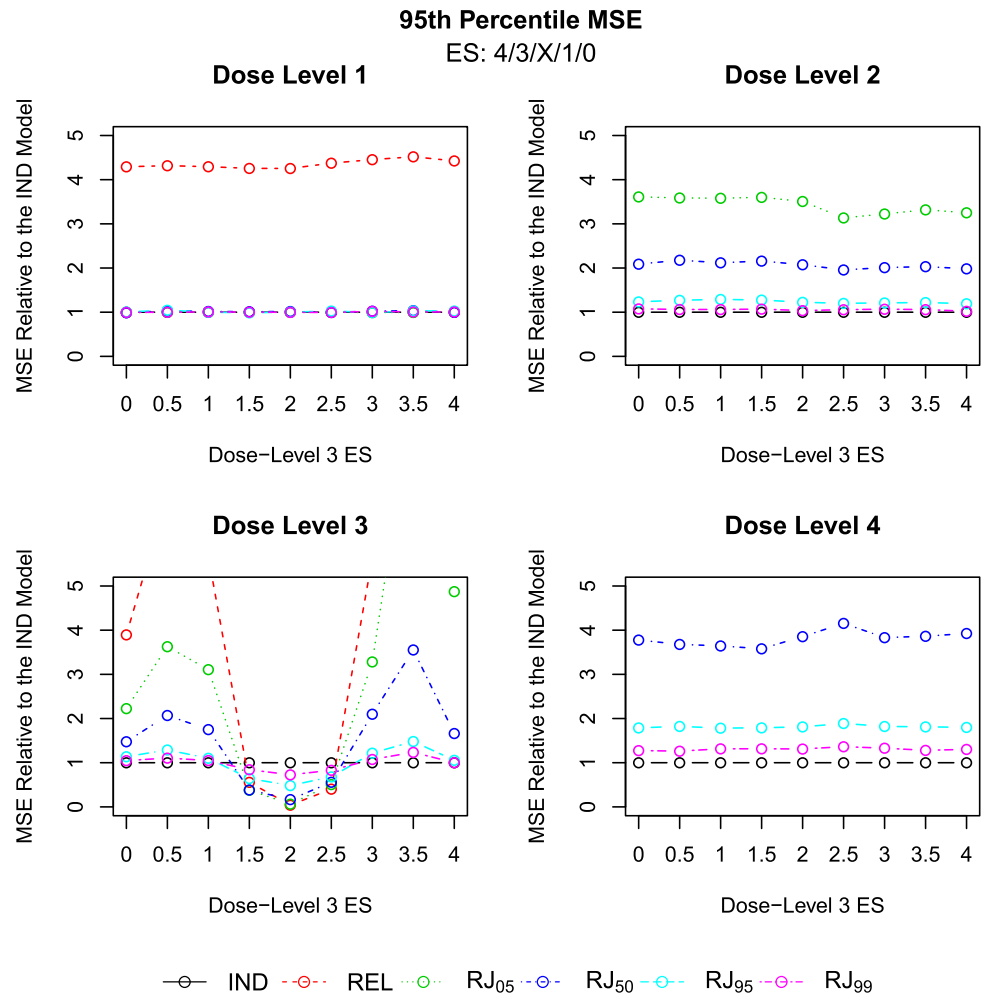 95th Percentile MSE
ES: 4/3/X/1/0
Dose Level 1
MSE Relative to the IND Model
5
4
3
2
1
0
0 0.5 1 1.5 2 2.5 3 3.5 4
Dose−Level 3 ES
Dose Level 2
MSE Relative to the IND Model
5
4
3
2
1
0
0 0.5 1 1.5 2 2.5 3 3.5 4
Dose−Level 3 ES
Dose Level 3
MSE Relative to the IND Model
5
4
3
2
1
0
0 0.5 1 1.5 2 2.5 3 3.5 4
Dose−Level 3 ES
Dose Level 4
MSE Relative to the IND Model
5
4
3
2
1
0
0 0.5 1 1.5 2 2.5 3 3.5 4
Dose−Level 3 ES
IND REL RJ05 RJ50 RJ95 RJ99